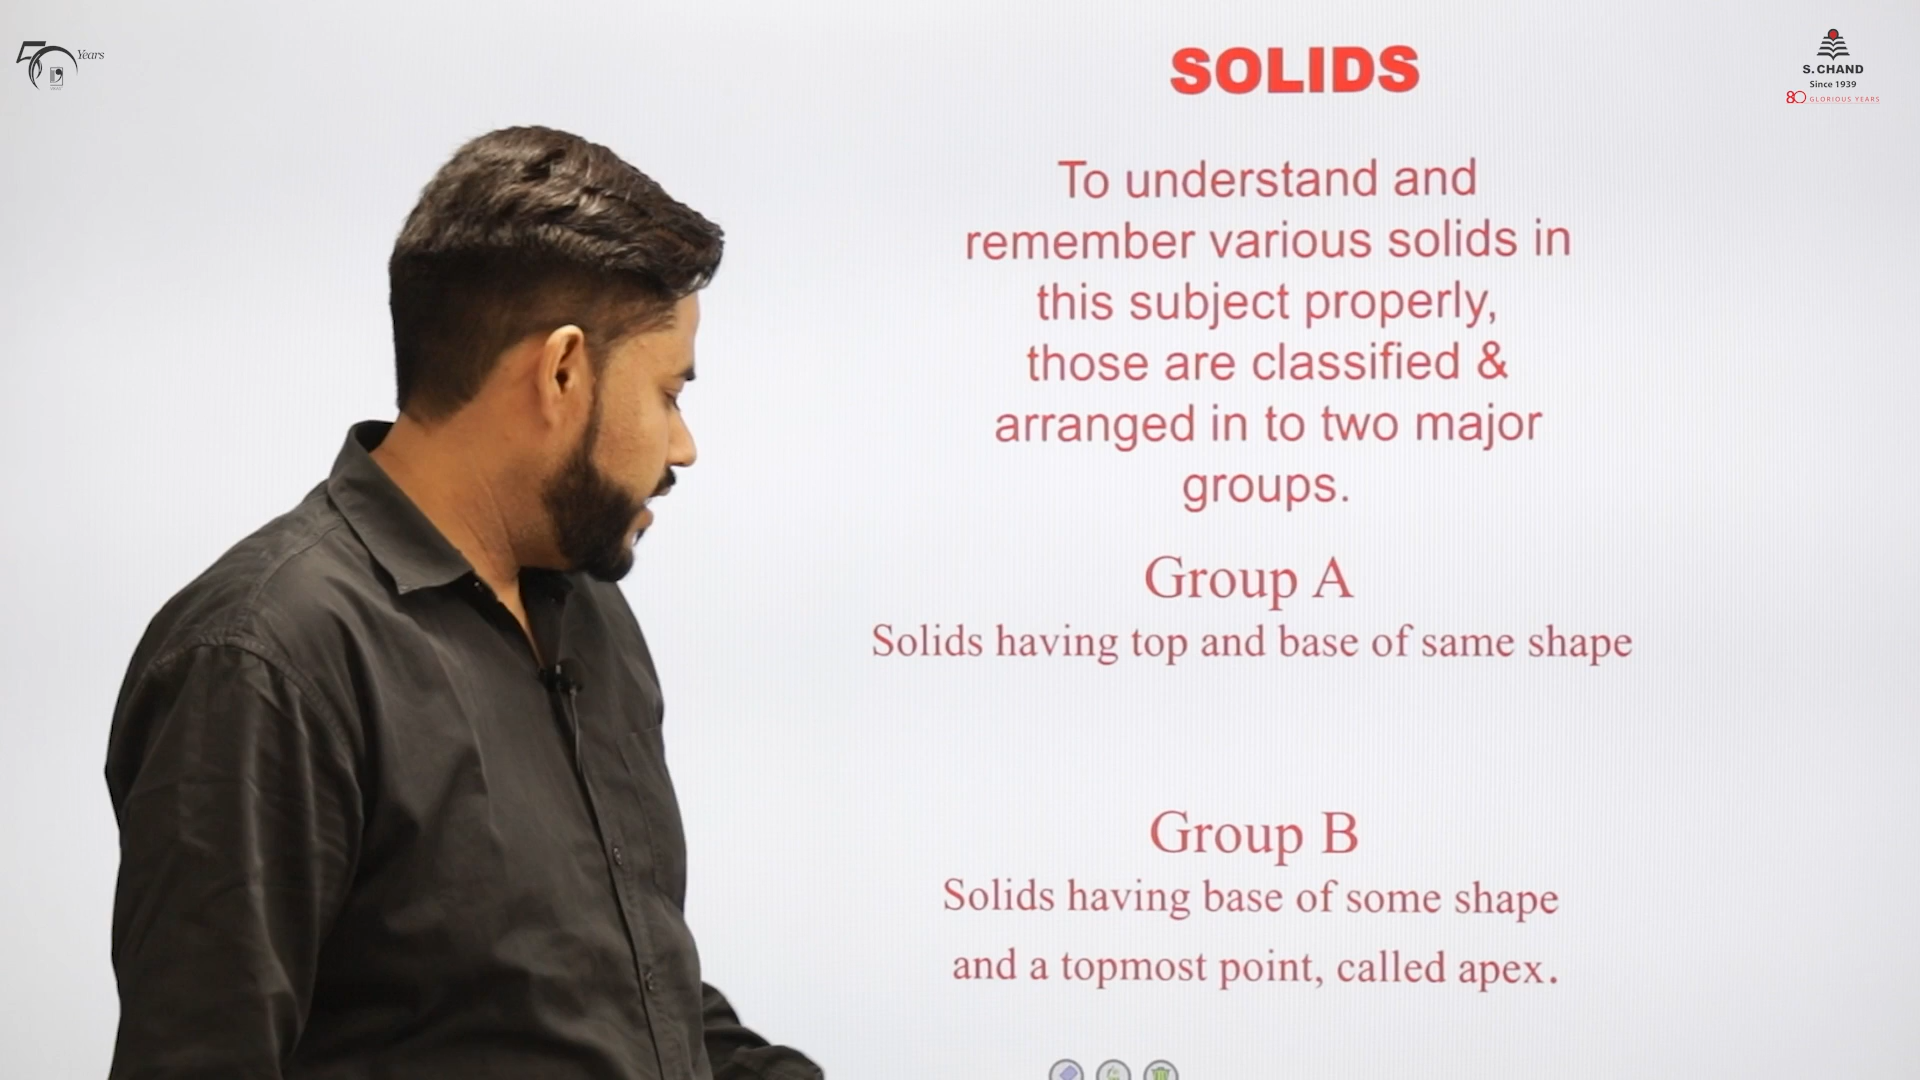 50 Years
SOLIDS
S. CHAND
Since 1939
80 GLORIOUS YEARS
To understand and
remember various solids in
this subject properly,
those are classified &
arranged in to two major
groups.
Group A
Solids having top and base of same shape
Group B
Solids having base of some shape
and a topmost point, called apex.